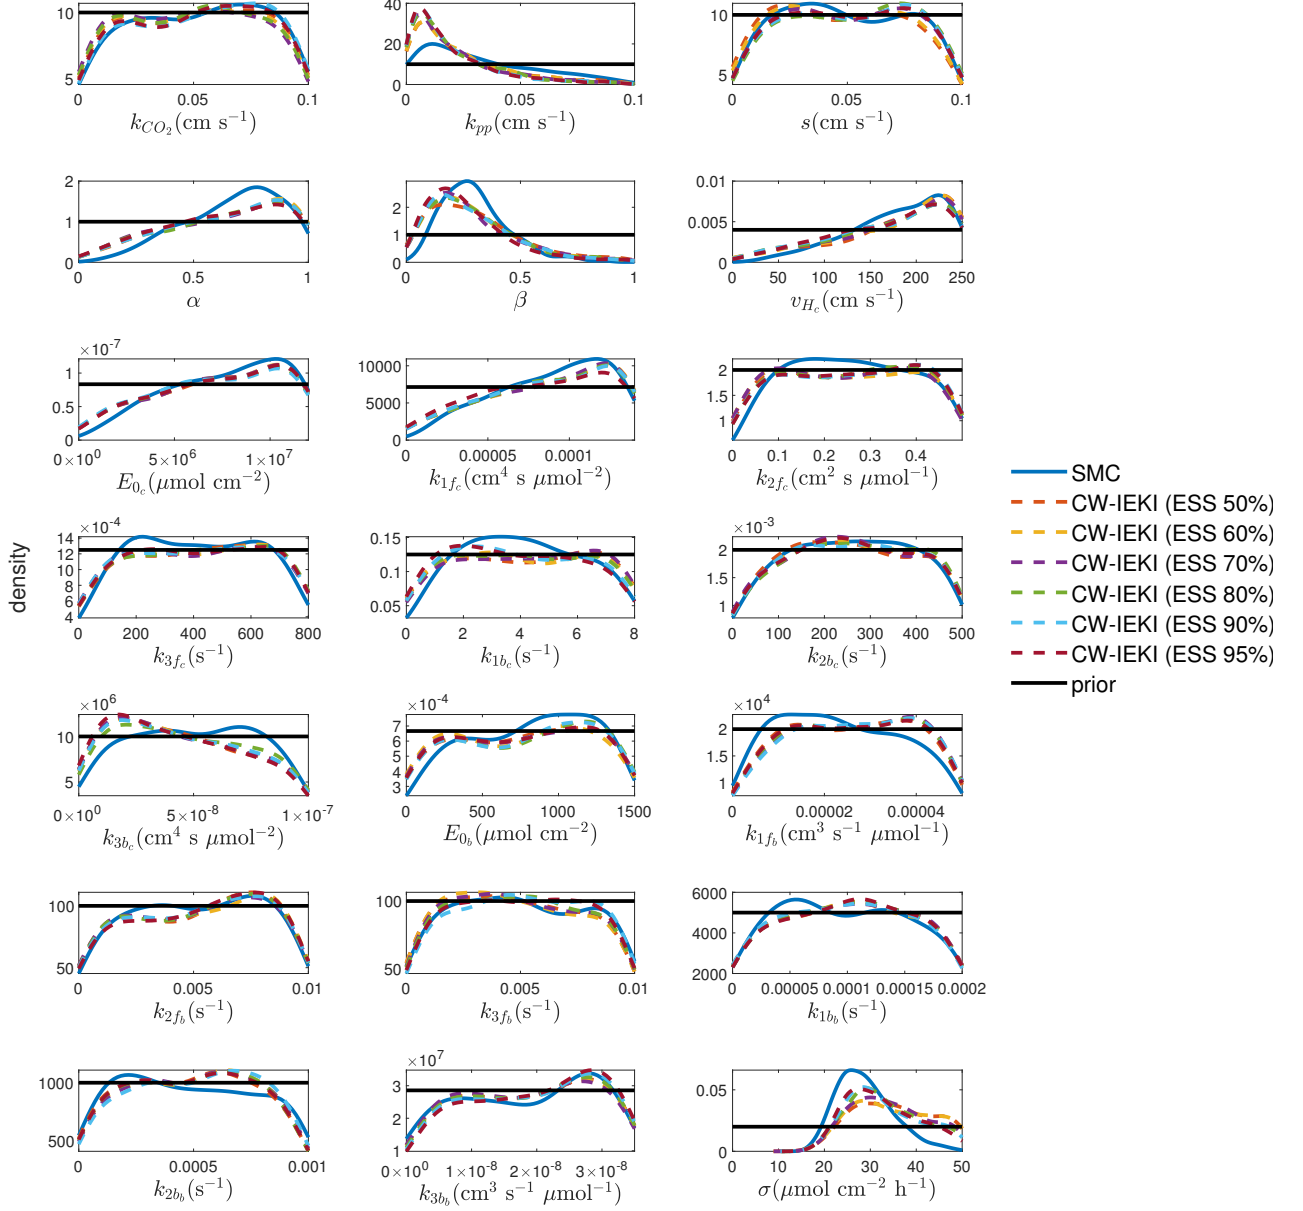 10
5
0 0.05 0.1
k_{CO_2}(cm s^{-1})
40
20
0
0 0.05 0.1
k_{pp}(cm s^{-1})
10
5
0 0.05 0.1
s(cm s^{-1})
2
1
0
0 0.5 1
α
2
1
0
0 0.5 1
β
0.01
0.005
0
0 50 100 150 200 250
v_{H_c}(cm s^{-1})
×10^{-7}
1
0.5
0
0×10^0 5×10^6 1×10^7
E_{0_c}(μmol cm^{-2})
10000
5000
0
0 0.00005 0.0001
k_{1f_c}(cm^4 s μmol^{-2})
2
1.5
1
0 0.1 0.2 0.3 0.4 0.5
k_{2f_c}(cm^2 s μmol^{-1})
SMC
CW-IEKI (ESS 50%)
CW-IEKI (ESS 60%)
CW-IEKI (ESS 70%)
CW-IEKI (ESS 80%)
CW-IEKI (ESS 90%)
CW-IEKI (ESS 95%)
prior
density
×10^{-4}
14
12
10
8
6
4
0 200 400 600 800
k_{3f_c}(s^{-1})
0.15
0.1
0.05
0 2 4 6 8
k_{1b_c}(s^{-1})
×10^{-3}
2
1.5
1
0 100 200 300 400 500
k_{2b_c}(s^{-1})
×10^6
10
5
0×10^0 5×10^{-8} 1×10^{-7}
k_{3b_c}(cm^4 s μmol^{-2})
×10^{-4}
7
6
5
4
3
0 500 1000 1500
E_{0_b}(μmol cm^{-2})
×10^4
2
1.5
1
0 0.00002 0.00004
k_{1f_b}(cm^3 s^{-1} μmol^{-1})
100
50
0 0.005 0.01
k_{2f_b}(s^{-1})
100
50
0 0.005 0.01
k_{3f_b}(s^{-1})
6000
4000
2000
0 0.00005 0.0001 0.00015 0.0002
k_{1b_b}(s^{-1})
1000
500
0 0.0005 0.001
k_{2b_b}(s^{-1})
×10^7
3
2
1
0×10^0 1×10^{-8} 2×10^{-8} 3×10^{-8}
k_{3b_b}(cm^3 s^{-1} μmol^{-1})
0.05
0
0 10 20 30 40 50
σ(μmol cm^{-2} h^{-1})